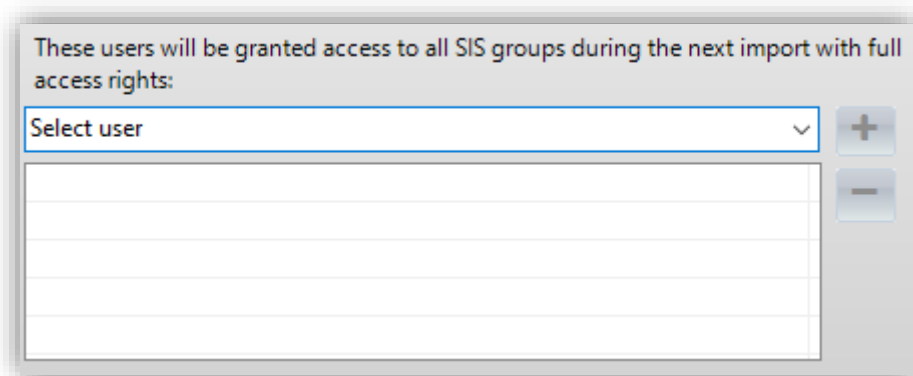 These users will be granted access to all SIS groups during the next import with full
access rights:
Select user